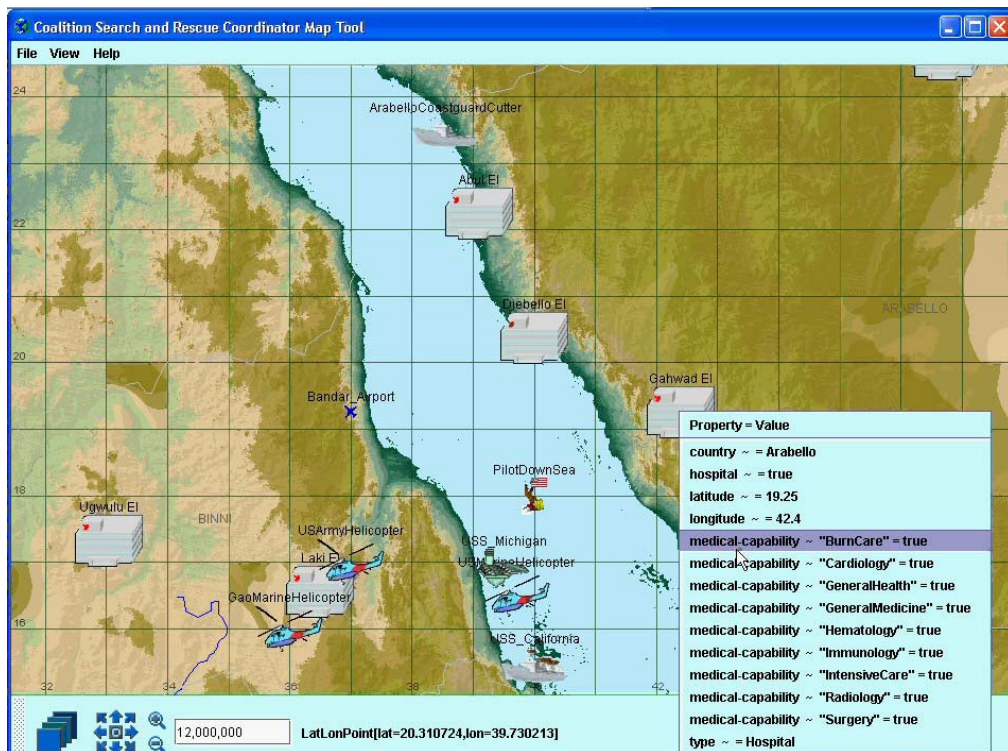 Coalition Search and Rescue Coordinator Map Tool
File View Help
24
ArabelloCoastguardCutter
Abul El
22
Djebello El
ARABELLO
20
Gahwad El
Bandar_Airport
Property = Value
country ~ = Arabello
hospital ~ = true
latitude ~ = 19.25
longitude ~ = 42.4
medical-capability ~ "BurnCare" = true
medical-capability ~ "Cardiology" = true
medical-capability ~ "GeneralHealth" = true
medical-capability ~ "GeneralMedicine" = true
medical-capability ~ "Hematology" = true
medical-capability ~ "Immunology" = true
medical-capability ~ "IntensiveCare" = true
medical-capability ~ "Radiology" = true
medical-capability ~ "Surgery" = true
type ~ = Hospital
PilotDownSea
18
Ugwulu El
BINNI
USArmyHelicopter
USS_Michigan
Laki El
USMarineHelicopter
GaoMarineHelicopter
16
USS_California
32 34 36 38 40 42
12,000,000
LatLonPoint[lat=20.310724,lon=39.730213]